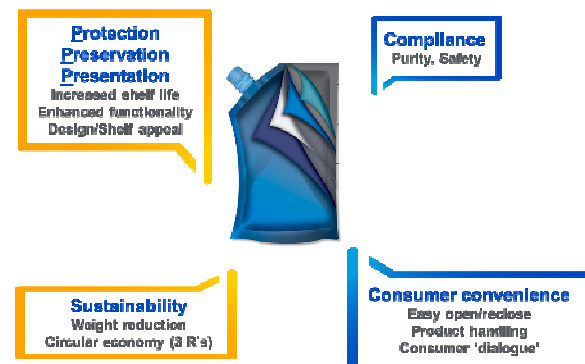 Protection
Preservation
Presentation
Increased shelf life
Enhanced functionality
Design/Shelf appeal
Compliance
Purity, Safety
Sustainability
Weight reduction
Circular economy (3 R's)
Consumer convenience
Easy open/reclose
Product handling
Consumer 'dialogue'